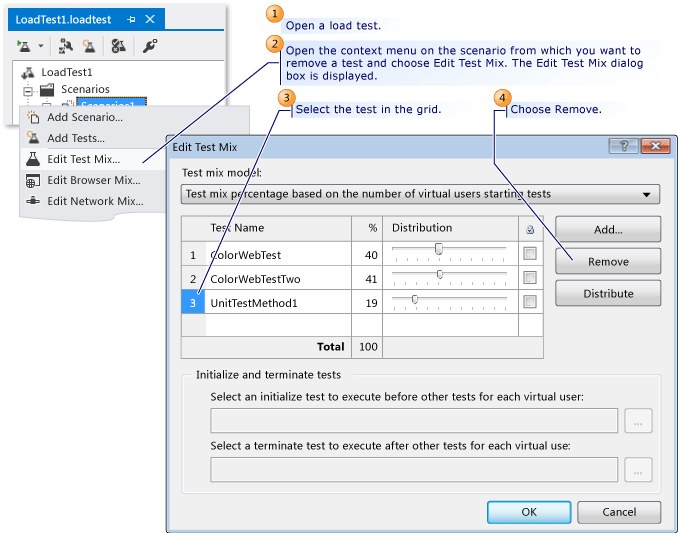 LoadTest1.loadtest
LoadTest1
Scenarios
Scenarios1
Add Scenario...
Add Tests...
Edit Test Mix...
Edit Browser Mix...
Edit Network Mix...
1
Open a load test.
2
Open the context menu on the scenario from which you want to
remove a test and choose Edit Test Mix. The Edit Test Mix dialog
box is displayed.
3
Select the test in the grid.
4
Choose Remove.
Edit Test Mix
?
Test mix model:
Test mix percentage based on the number of virtual users starting tests
Test Name % Distribution
1 ColorWebTest 40
2 ColorWebTestTwo 41
3 UnitTestMethod1 19
Total 100
Add...
Remove
Distribute
Initialize and terminate tests
Select an initialize test to execute before other tests for each virtual user:
...
Select a terminate test to execute after other tests for each virtual use:
...
OK
Cancel